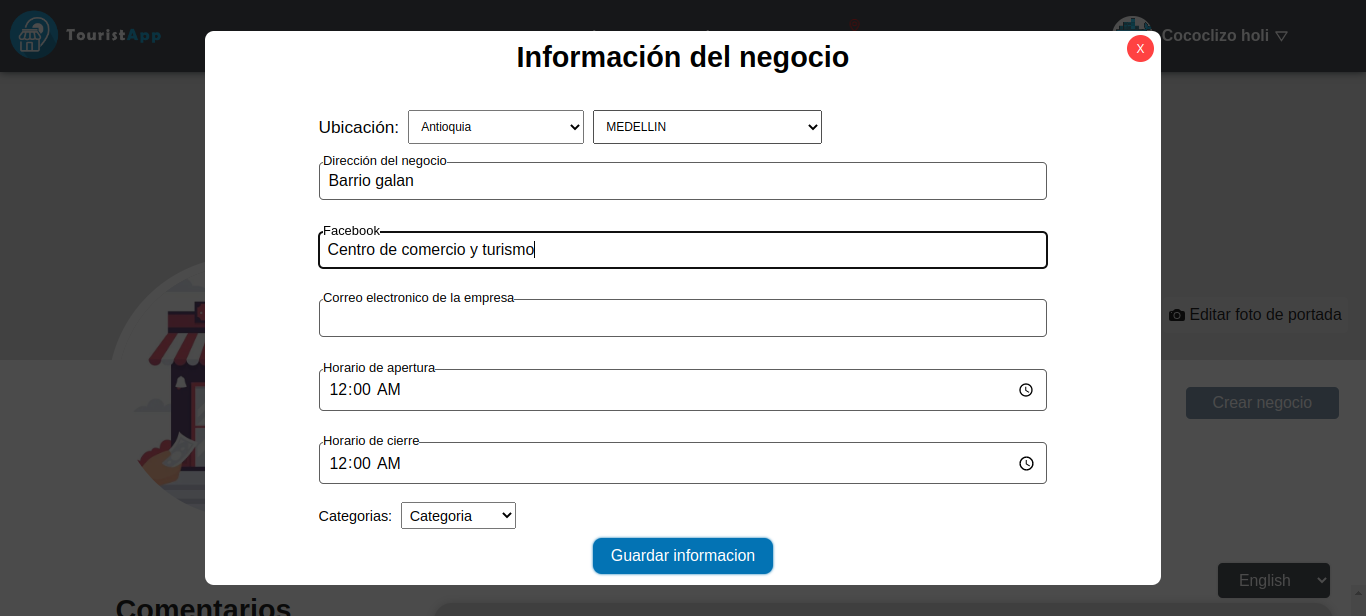 TouristApp
Cococlizo holi
Información del negocio
X
Ubicación: Antioquia MEDELLIN
Dirección del negocio
Barrio galan
Facebook
Centro de comercio y turismo
Correo electronico de la empresa
Editar foto de portada
Horario de apertura
12:00 AM
Crear negocio
Horario de cierre
12:00 AM
Categorias: Categoria
Guardar informacion
English
Comentarios